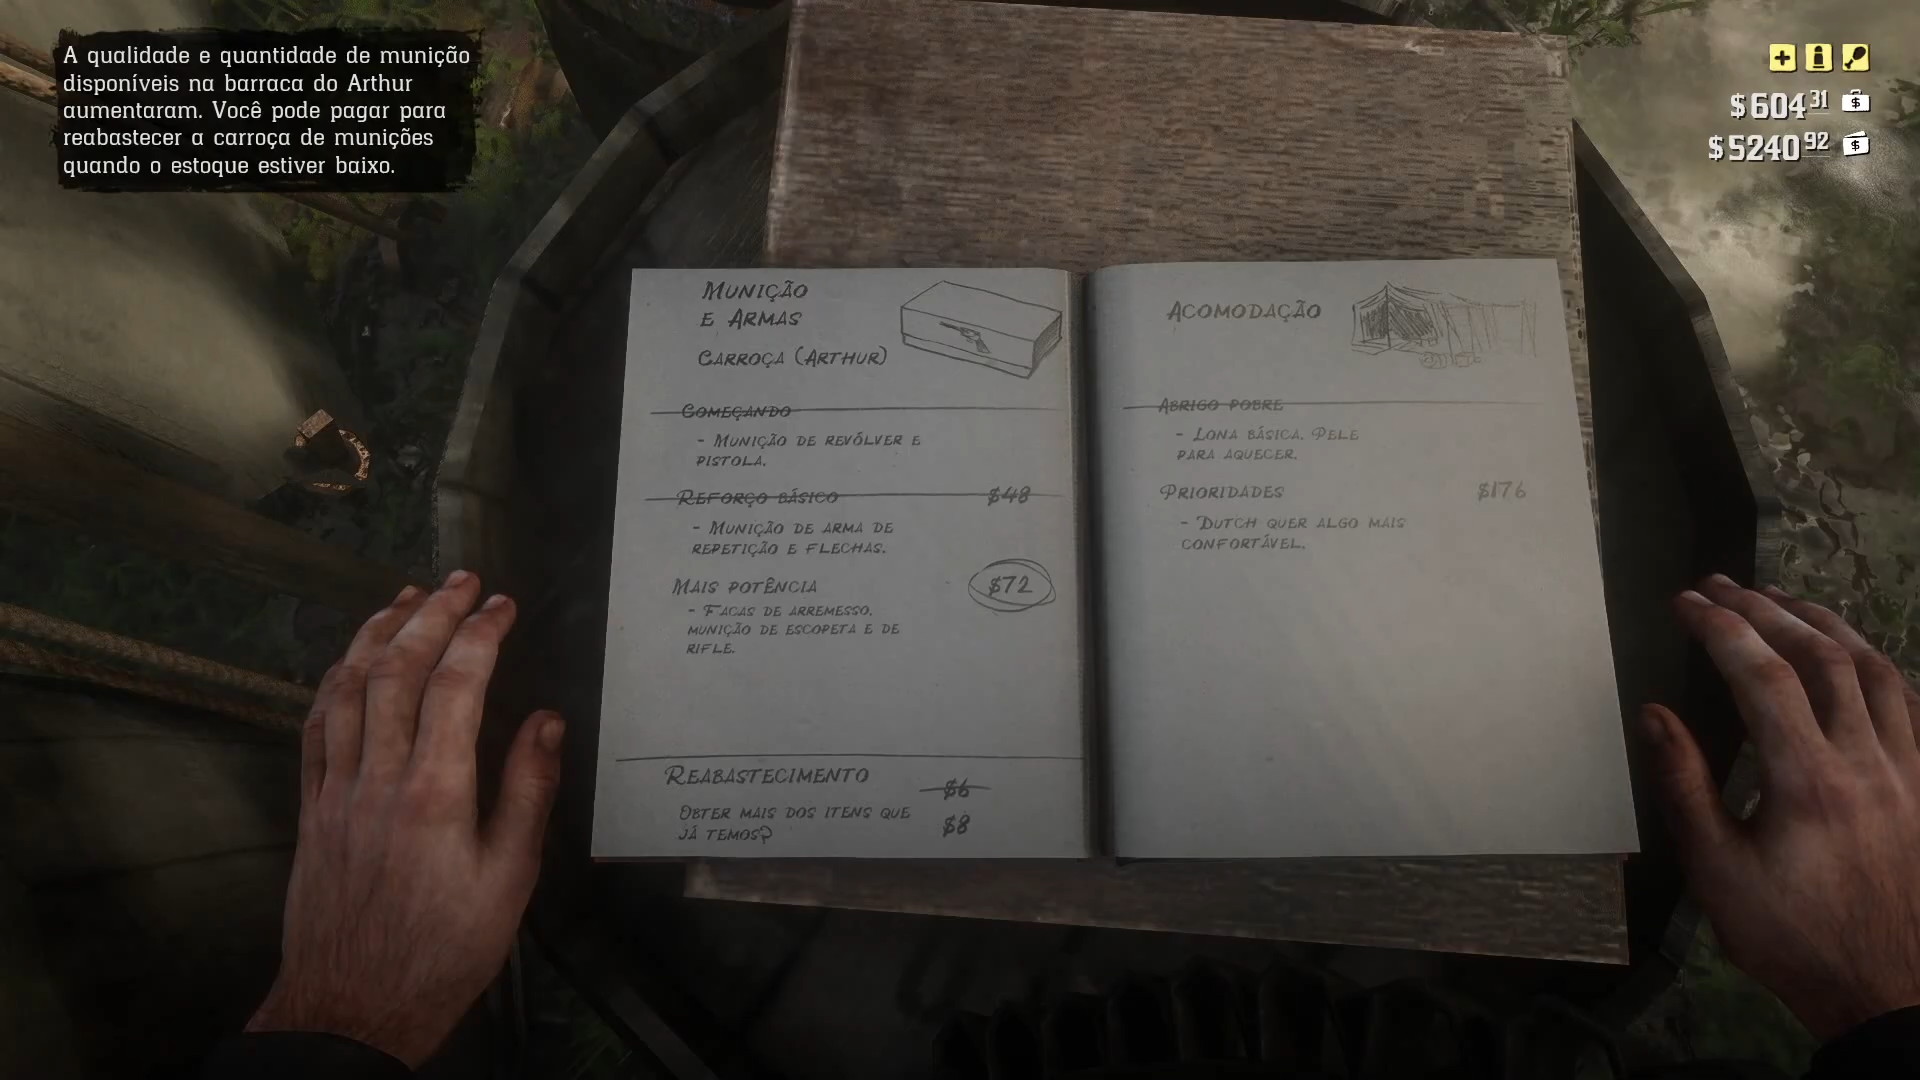 A qualidade e quantidade de munição
disponíveis na barraca do Arthur
aumentaram. Você pode pagar para
reabastecer a carroça de munições
quando o estoque estiver baixo.
$604 31
$5240 92
MUNIÇÃO
E ARMAS
CARROÇA (ARTHUR)
COMEÇANDO
- MUNIÇÃO DE REVÓLVER E
PISTOLA.
REFORÇO BÁSICO $48
- MUNIÇÃO DE ARMA DE
REPETIÇÃO E FLECHAS.
MAIS POTÊNCIA $72
- FACAS DE ARREMESSO,
MUNIÇÃO DE ESCOPETA E DE
RIFLE.
REABASTECIMENTO $6
OBTER MAIS DOS ITENS QUE
JÁ TEMOS? $8
ACOMODAÇÃO
ABRIGO POBRE
- LONA BÁSICA. PELE
PARA AQUECER.
PRIORIDADES $176
- DUTCH QUER ALGO MAIS
CONFORTÁVEL.